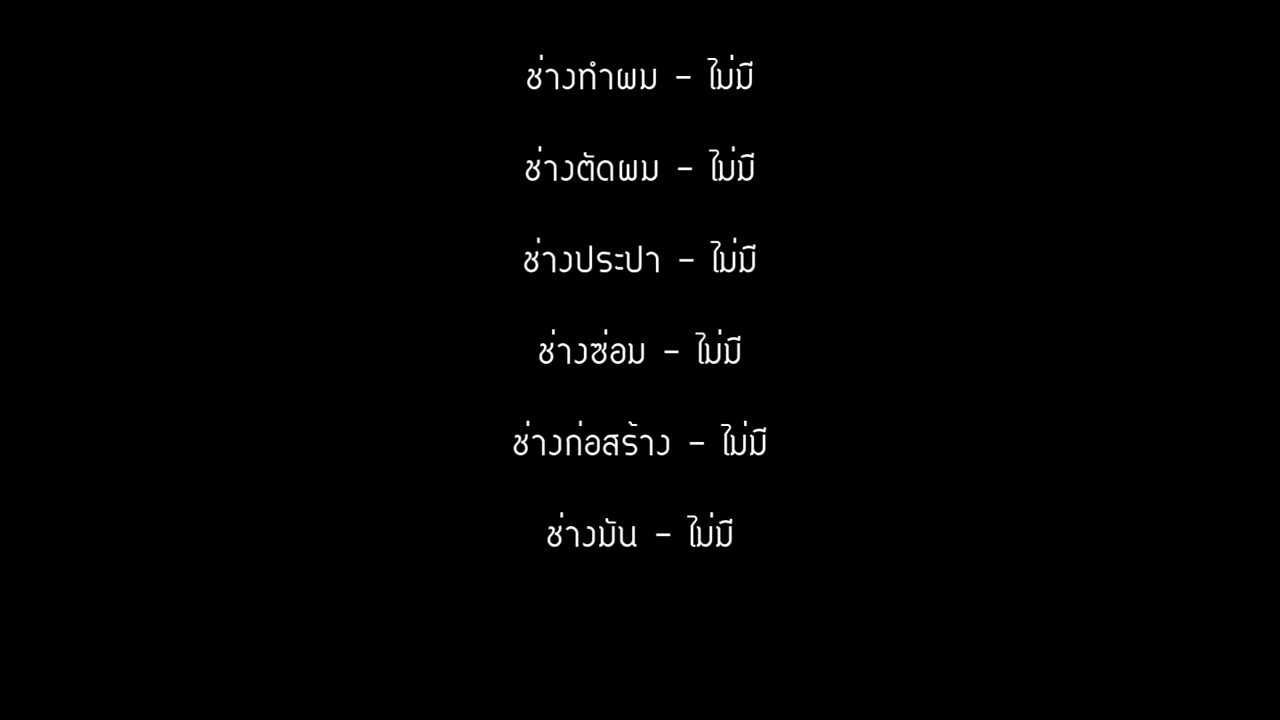 ช่างทำผม - ไม่มี
ช่างตัดผม - ไม่มี
ช่างประปา - ไม่มี
ช่างซ่อม - ไม่มี
ช่างก่อสร้าง - ไม่มี
ช่างมัน - ไม่มี